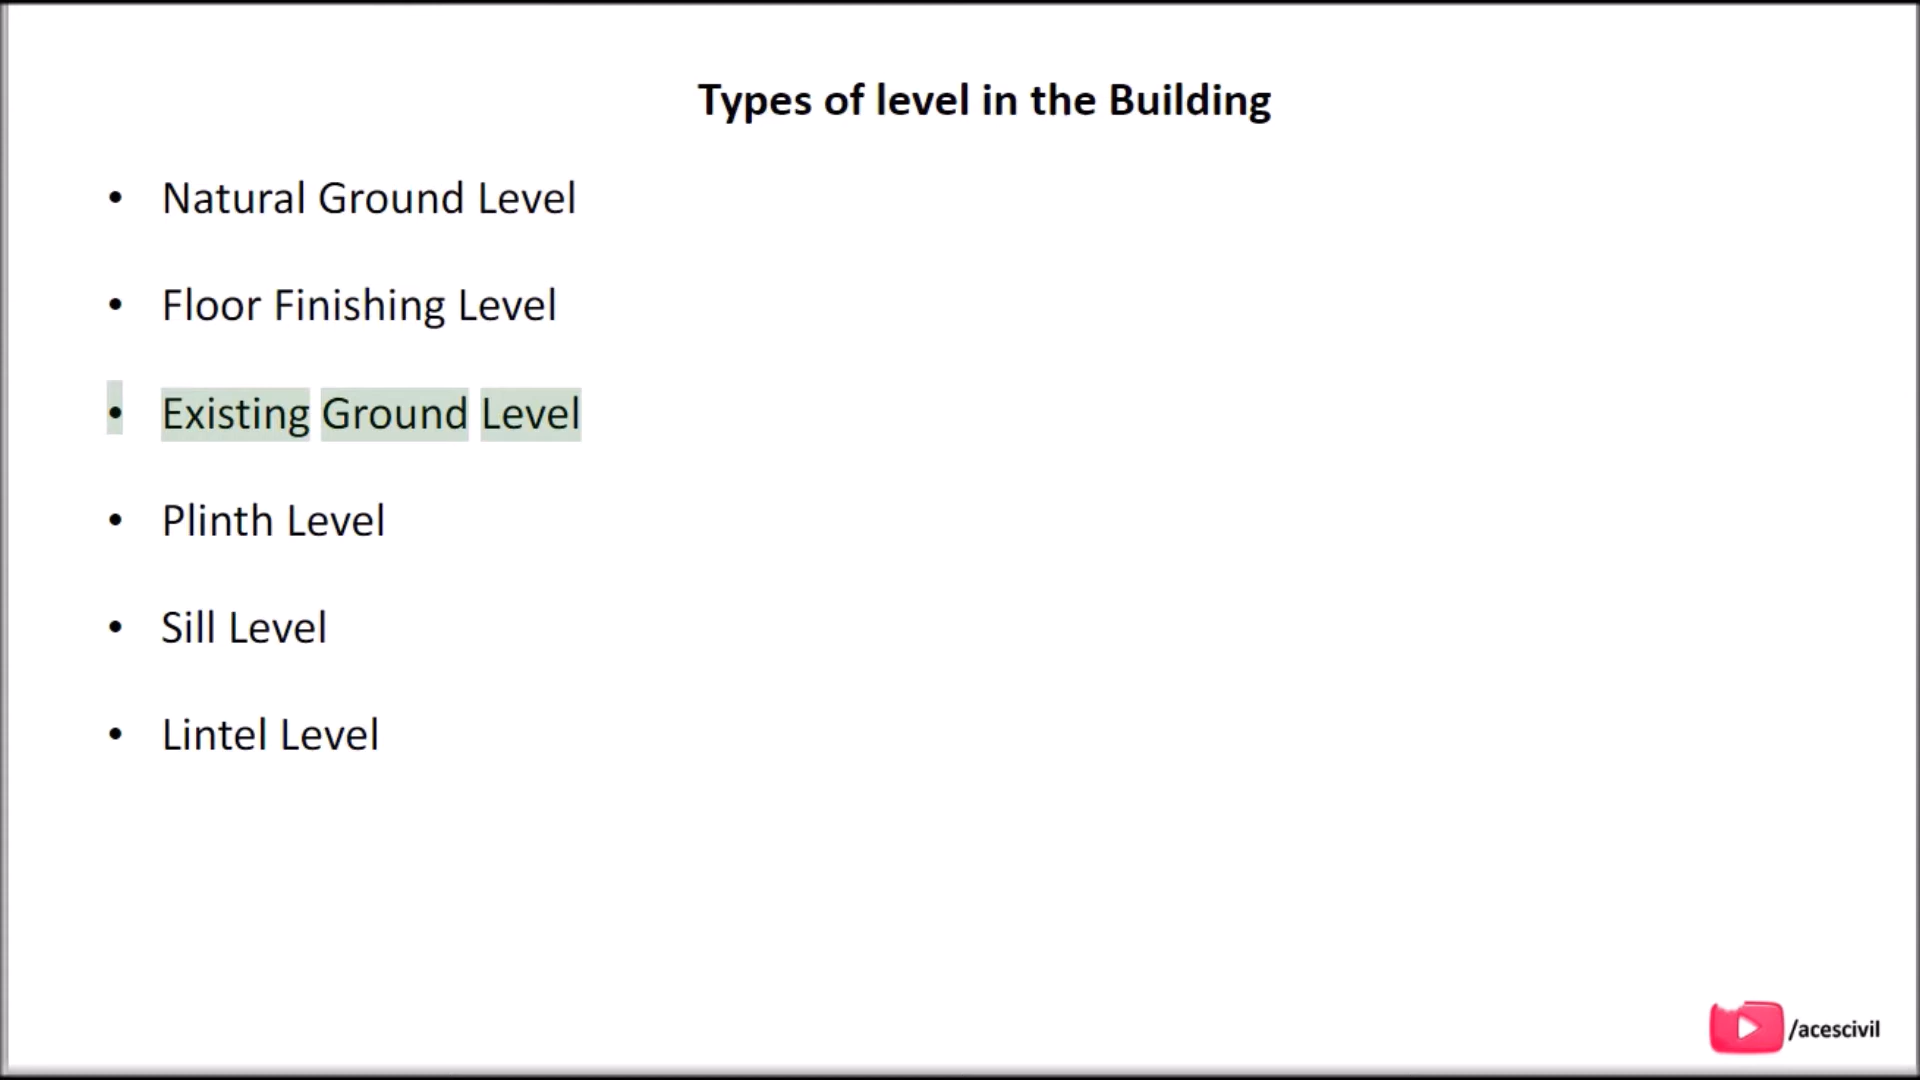 Types of level in the Building
• Natural Ground Level
• Floor Finishing Level
• Existing Ground Level
• Plinth Level
• Sill Level
• Lintel Level
/acescivil